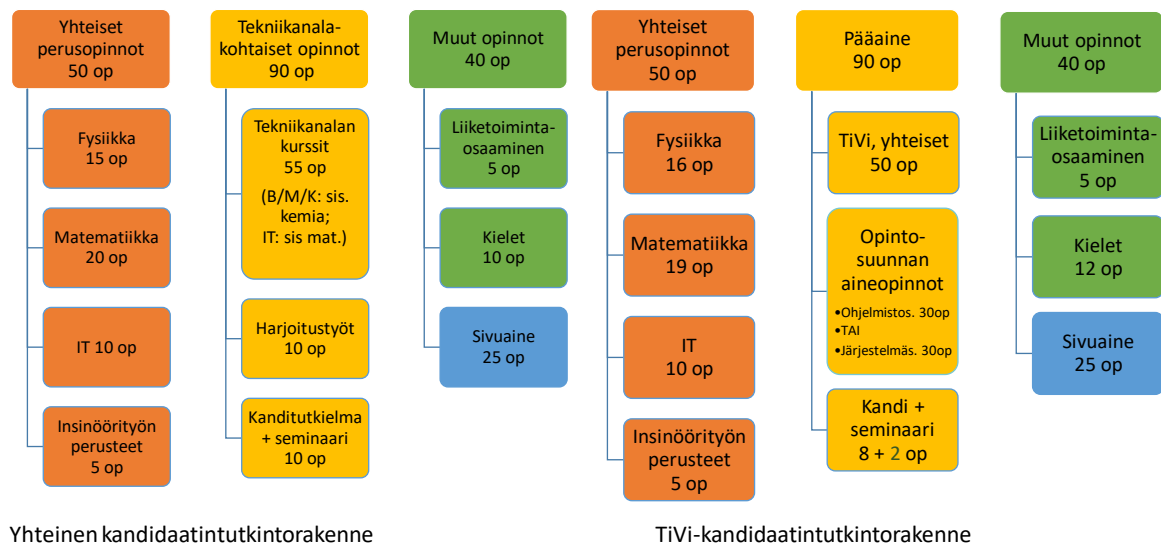 Yhteiset
perusopinnot
50 op
Fysiikka
15 op
Matematiikka
20 op
IT 10 op
Insinöörityön
perusteet
5 op
Tekniikanala-
kohtaiset opinnot
90 op
Tekniikanalan
kurssit
55 op
(B/M/K: sis.
kemia;
IT: sis mat.)
Harjoitustyöt
10 op
Kanditutkielma
+ seminaari
10 op
Muut opinnot
40 op
Liiketoiminta-
osaaminen
5 op
Kielet
10 op
Sivuaine
25 op
Yhteinen kandidaatintutkintorakenne
Yhteiset
perusopinnot
50 op
Fysiikka
16 op
Matematiikka
19 op
IT
10 op
Insinöörityön
perusteet
5 op
Pääaine
90 op
TiVi, yhteiset
50 op
Opinto-
suunnan
aineopinnot
•Ohjelmistos. 30op
•TAI
•Järjestelmäs. 30op
Kandi +
seminaari
8 + 2 op
Muut opinnot
40 op
Liiketoiminta-
osaaminen
5 op
Kielet
12 op
Sivuaine
25 op
TiVi-kandidaatintutkintorakenne